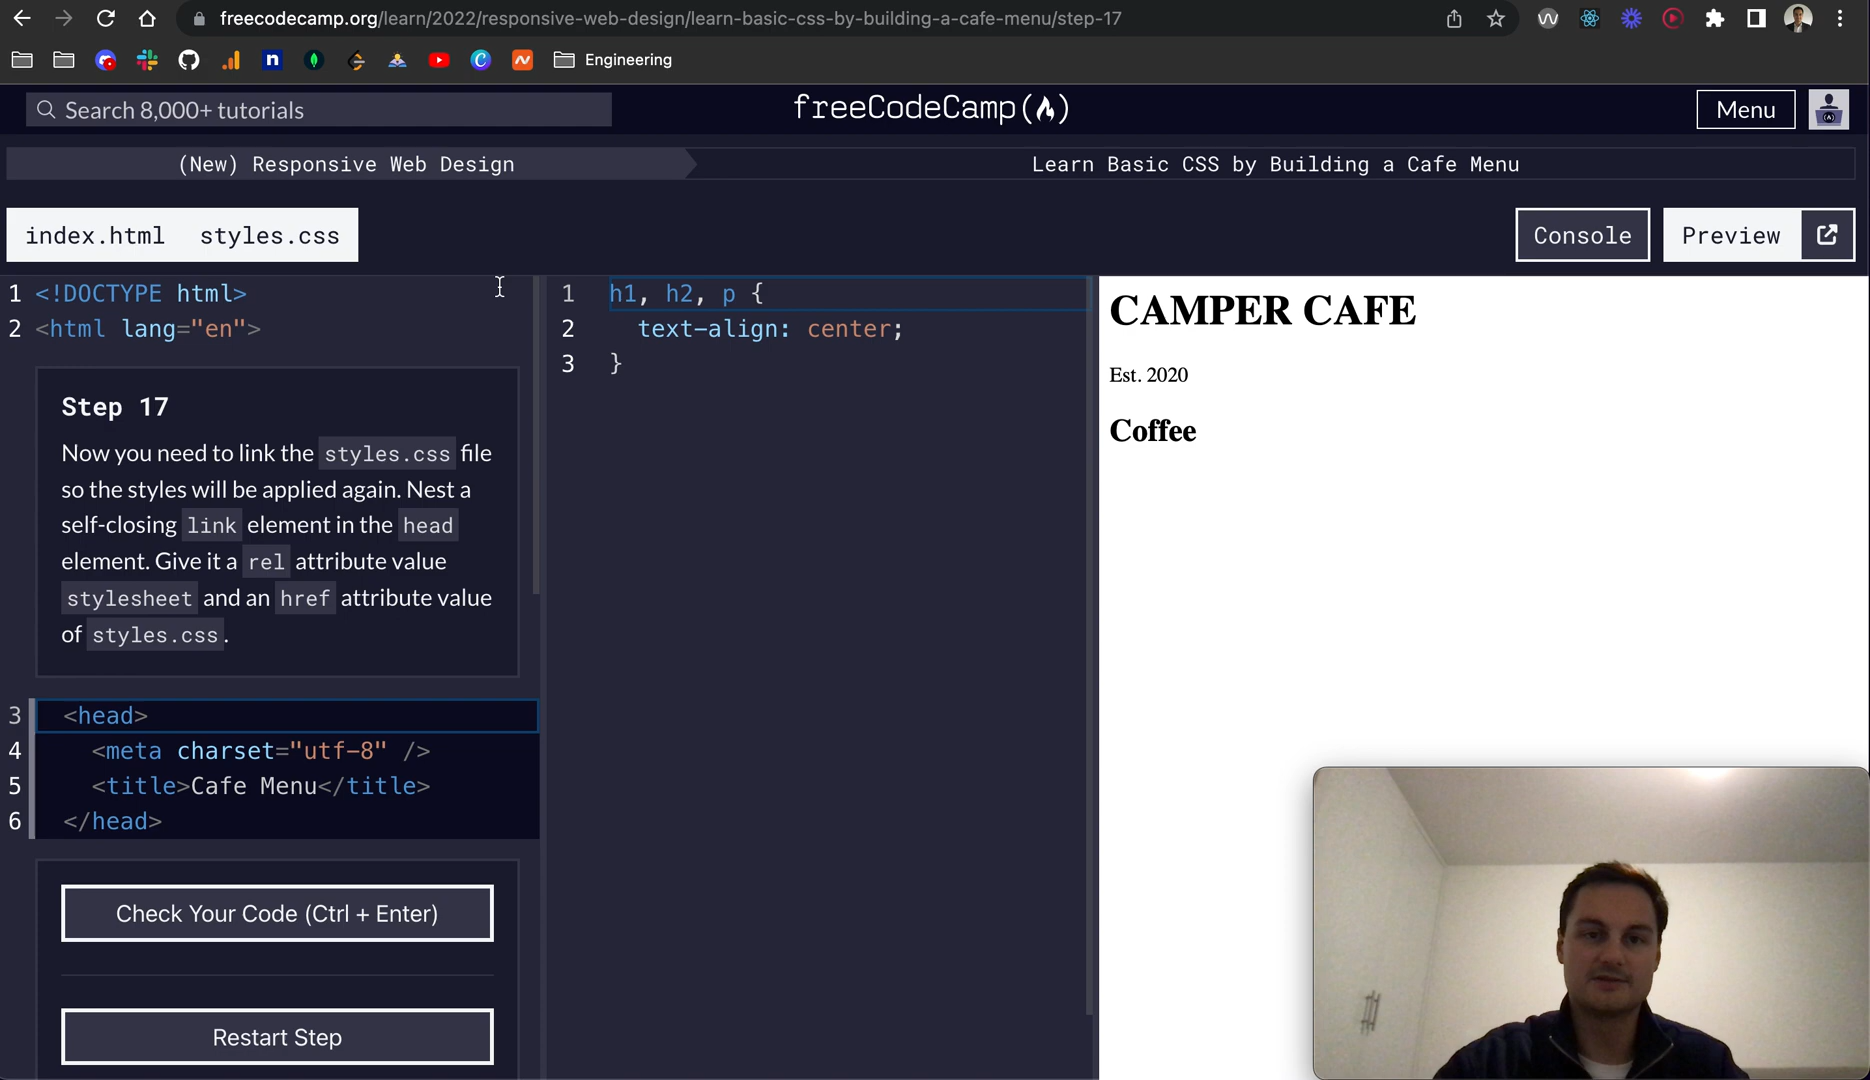 freecodecamp.org/learn/2022/responsive-web-design/learn-basic-css-by-building-a-cafe-menu/step-17
Engineering
Search 8,000+ tutorials
freeCodeCamp
Menu
(New) Responsive Web Design
Learn Basic CSS by Building a Cafe Menu
index.html styles.css
Console
Preview
1 <!DOCTYPE html>
2 <html lang="en">
Step 17
Now you need to link the styles.css file
so the styles will be applied again. Nest a
self-closing link element in the head
element. Give it a rel attribute value
stylesheet and an href attribute value
of styles.css.
3 <head>
4 <meta charset="utf-8" />
5 <title>Cafe Menu</title>
6 </head>
Check Your Code (Ctrl + Enter)
Restart Step
1 h1, h2, p {
2 text-align: center;
3 }
CAMPER CAFE
Est. 2020
Coffee